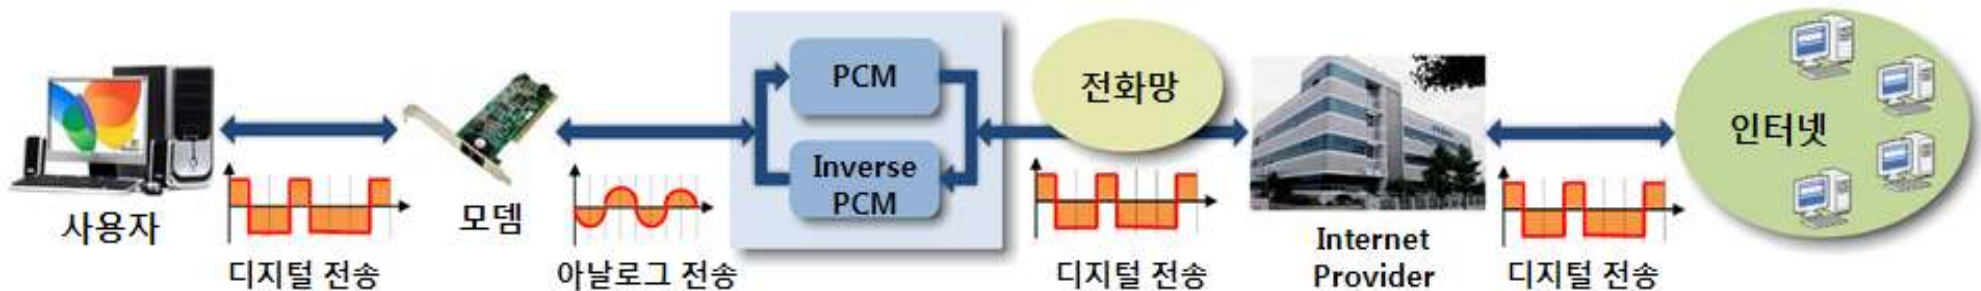 사용자
디지털 전송
모뎀
아날로그 전송
PCM
Inverse
PCM
전화망
디지털 전송
Internet
Provider
디지털 전송
인터넷